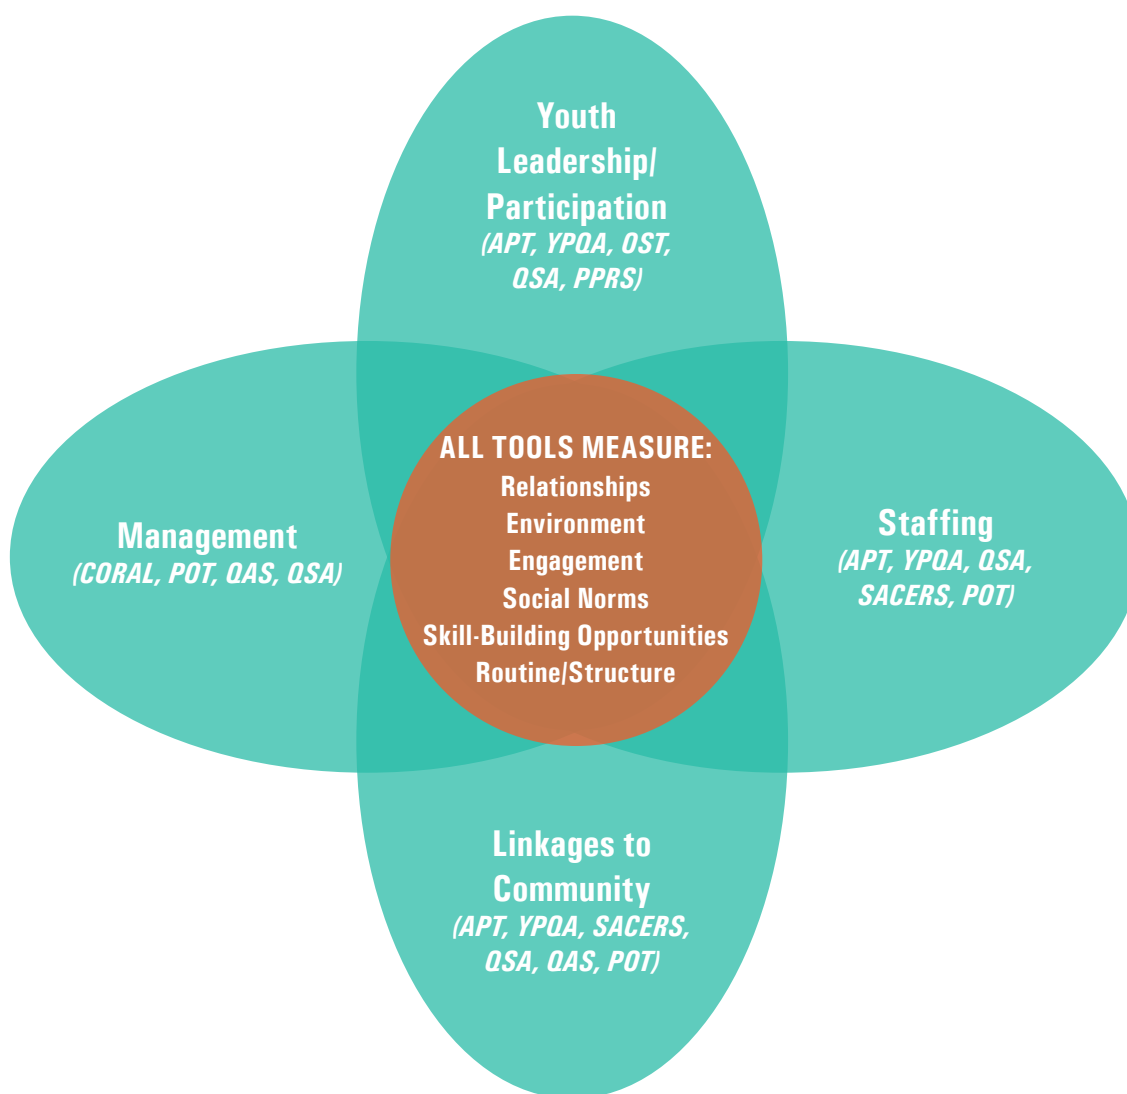 Youth
Leadership/
Participation
(APT, YPQA, OST,
QSA, PPRS)
Management
(CORAL, POT, QAS, QSA)
ALL TOOLS MEASURE:
Relationships
Environment
Engagement
Social Norms
Skill-Building Opportunities
Routine/Structure
Staffing
(APT, YPQA, QSA,
SACERS, POT)
Linkages to
Community
(APT, YPQA, SACERS,
QSA, QAS, POT)